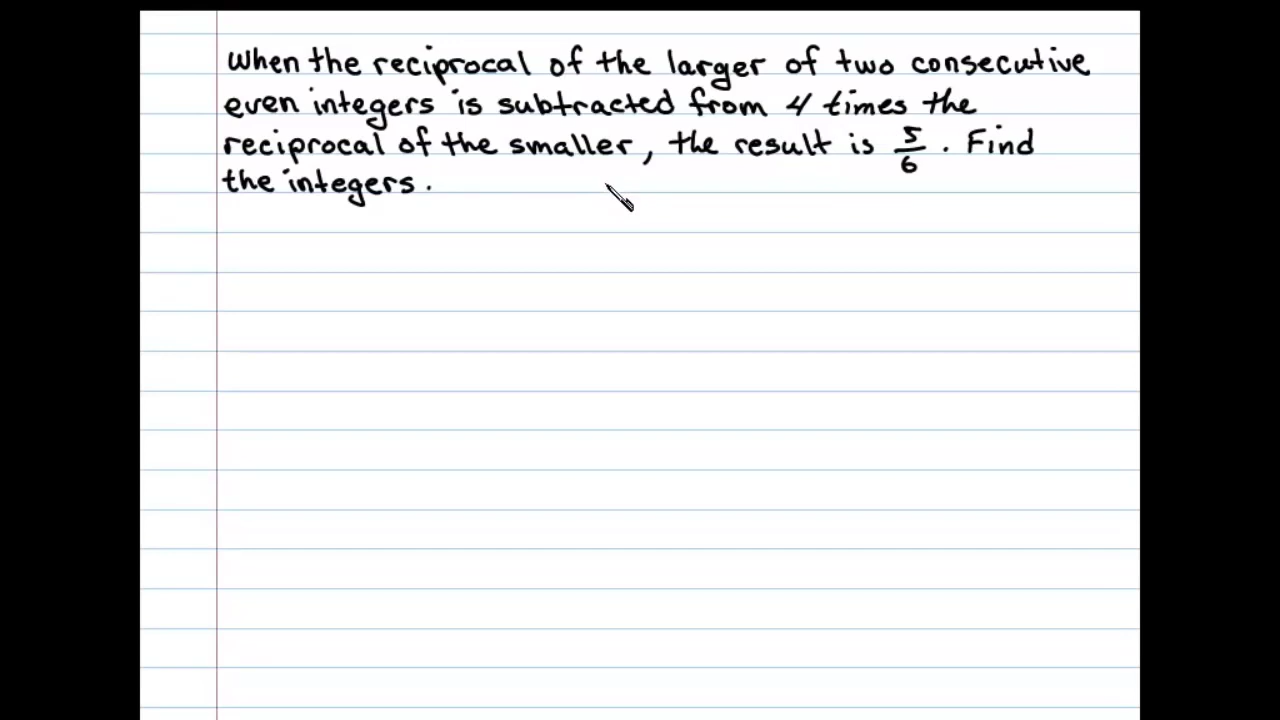 when the reciprocal of the larger of two consecutive
even integers is subtracted from 4 times the
reciprocal of the smaller, the result is 5/6. Find
the integers.